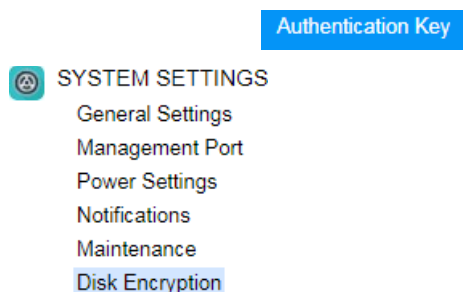 Authentication Key
SYSTEM SETTINGS
General Settings
Management Port
Power Settings
Notifications
Maintenance
Disk Encryption